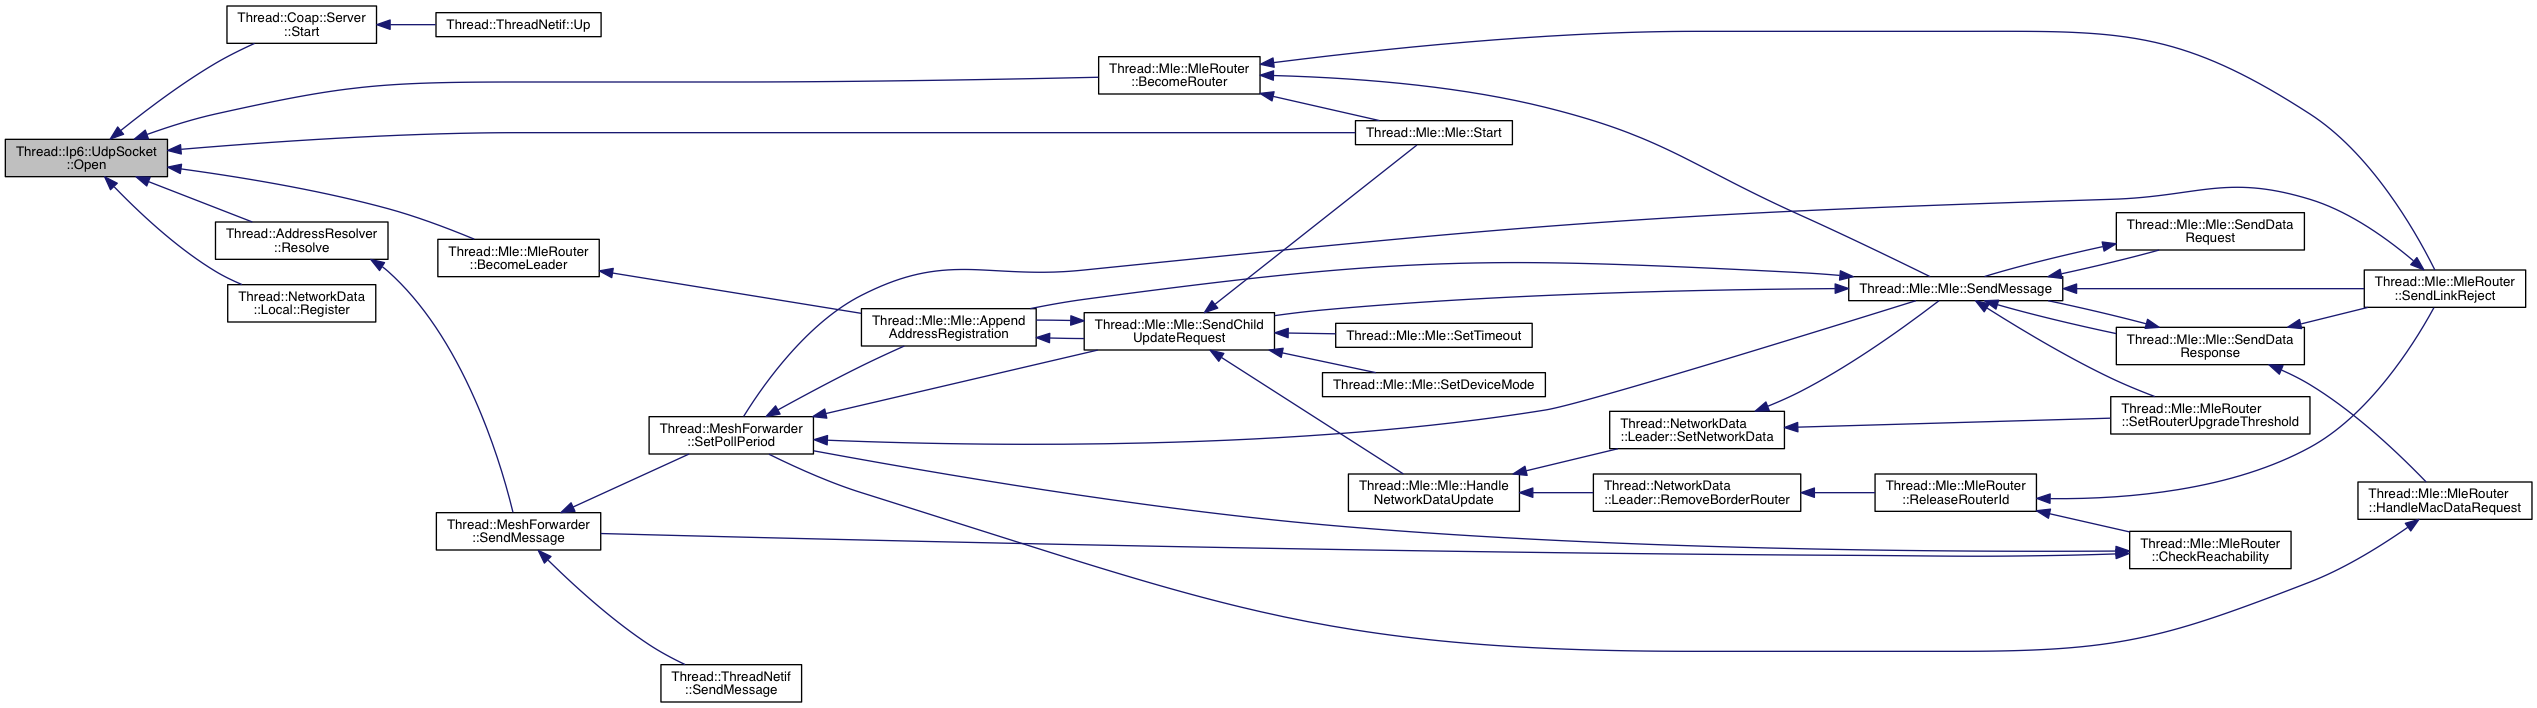 Thread::Coap::Server
::Start
Thread::ThreadNetif::Up
Thread::Mle::MleRouter
::BecomeRouter
Thread::Mle::Mle::Start
Thread::Ip6::UdpSocket
::Open
Thread::AddressResolver
::Resolve
Thread::Mle::MleRouter
::BecomeLeader
Thread::NetworkData
::Local::Register
Thread::Mle::Mle::SendData
Request
Thread::Mle::Mle::SendMessage
Thread::Mle::MleRouter
::SendLinkReject
Thread::Mle::Mle::Append
AddressRegistration
Thread::Mle::Mle::SendChild
UpdateRequest
Thread::Mle::Mle::SetTimeout
Thread::Mle::Mle::SendData
Response
Thread::Mle::Mle::SetDeviceMode
Thread::MeshForwarder
::SetPollPeriod
Thread::NetworkData
::Leader::SetNetworkData
Thread::Mle::MleRouter
::SetRouterUpgradeThreshold
Thread::Mle::Mle::Handle
NetworkDataUpdate
Thread::NetworkData
::Leader::RemoveBorderRouter
Thread::Mle::MleRouter
::ReleaseRouterId
Thread::Mle::MleRouter
::HandleMacDataRequest
Thread::MeshForwarder
::SendMessage
Thread::Mle::MleRouter
::CheckReachability
Thread::ThreadNetif
::SendMessage